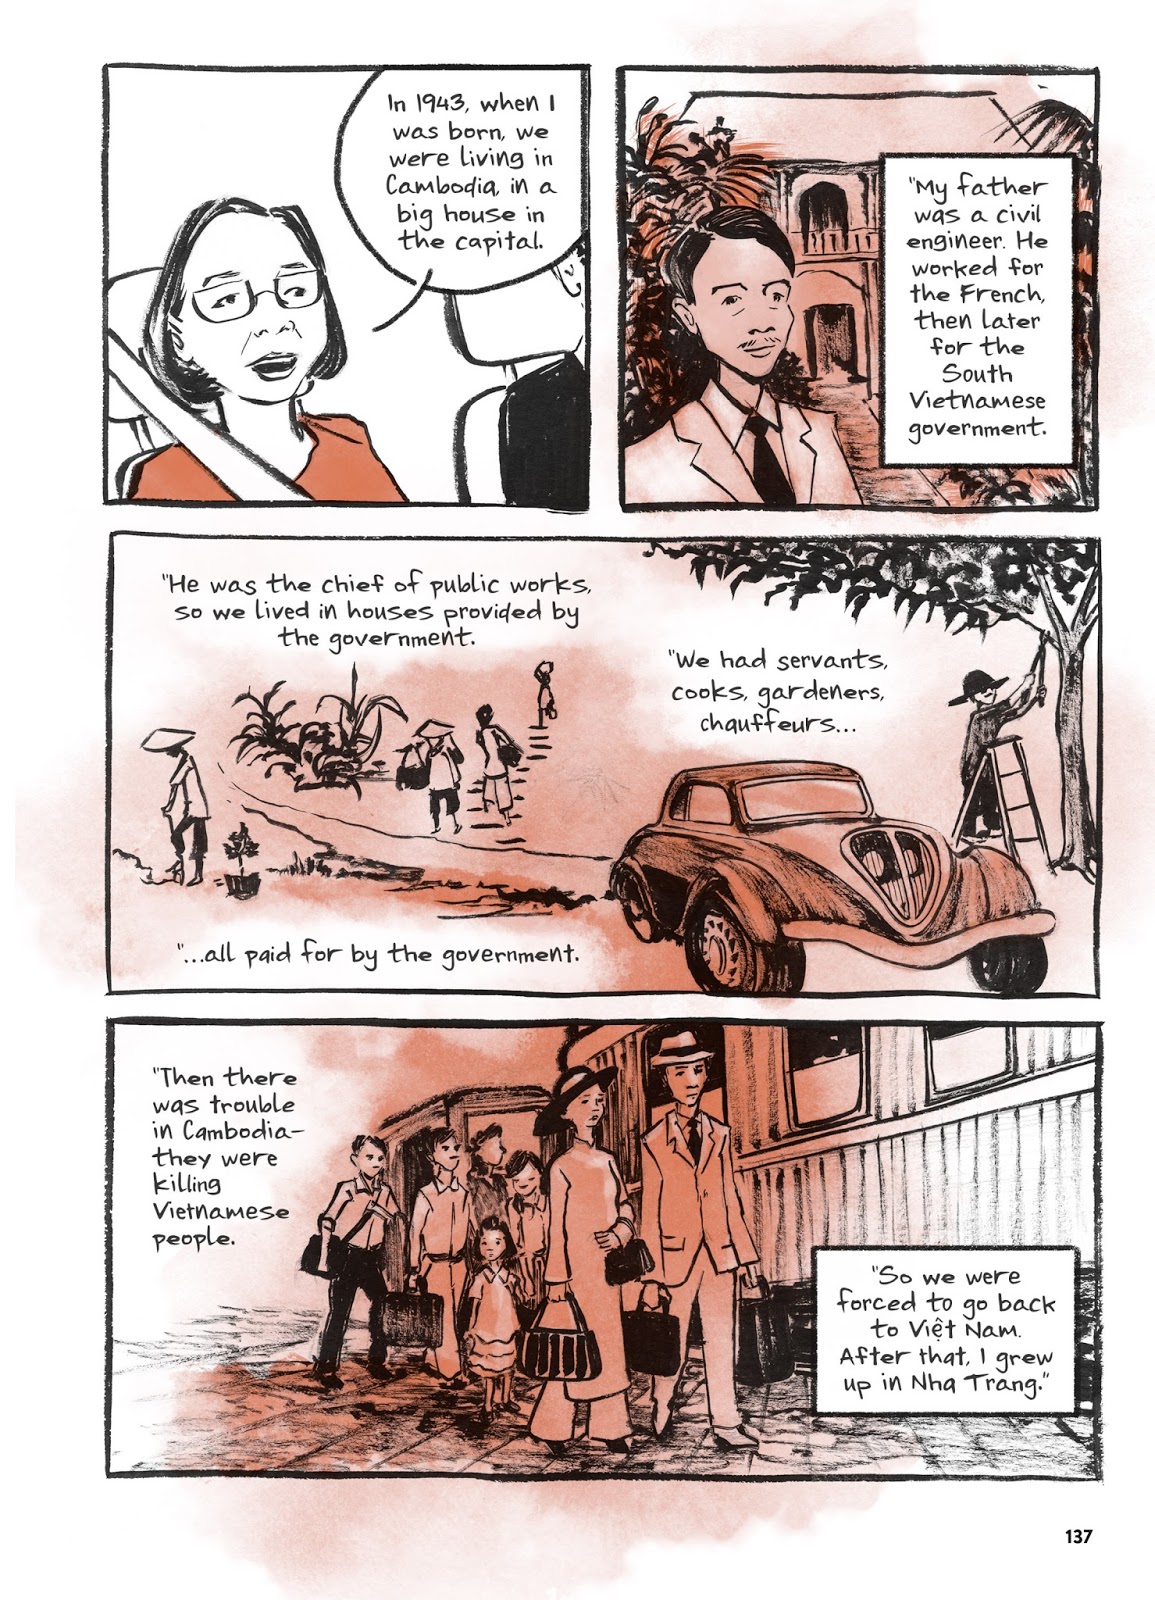 In 1943, when I
was born, we
were living in
Cambodia, in a
big house in
the capital.
"My father
was a civil
engineer. He
worked for
the French,
then later
for the
South
Vietnamese
government.
"He was the chief of public works,
so we lived in houses provided by
the government.
"We had servants,
cooks, gardeners,
chauffeurs...
"...all paid for by the government.
"Then there
was trouble
in Cambodia—
they were
killing
Vietnamese
people.
"So we were
forced to go back
to Việt Nam.
After that, I grew
up in Nha Trang."
137